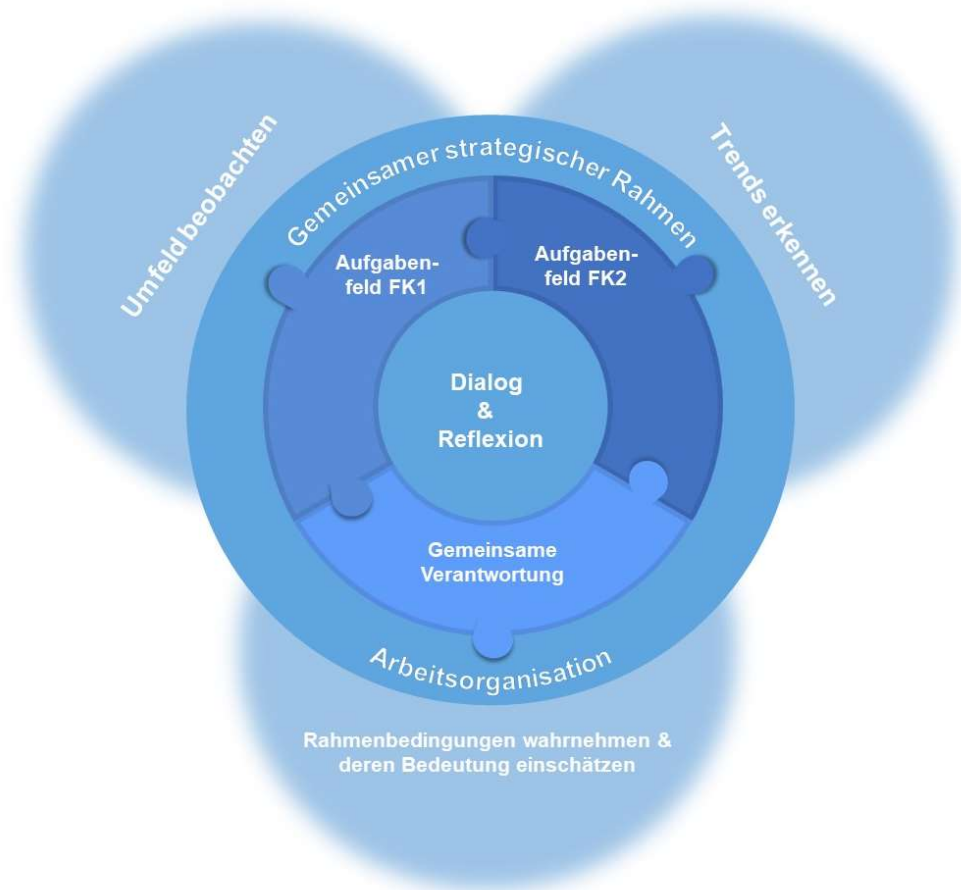 Umfeld beobachten
Trends erkennen
Gemeinsamer strategischer Rahmen
Aufgaben-
feld FK1
Aufgaben-
feld FK2
Dialog
&
Reflexion
Gemeinsame
Verantwortung
Arbeitsorganisation
Rahmenbedingungen wahrnehmen &
deren Bedeutung einschätzen